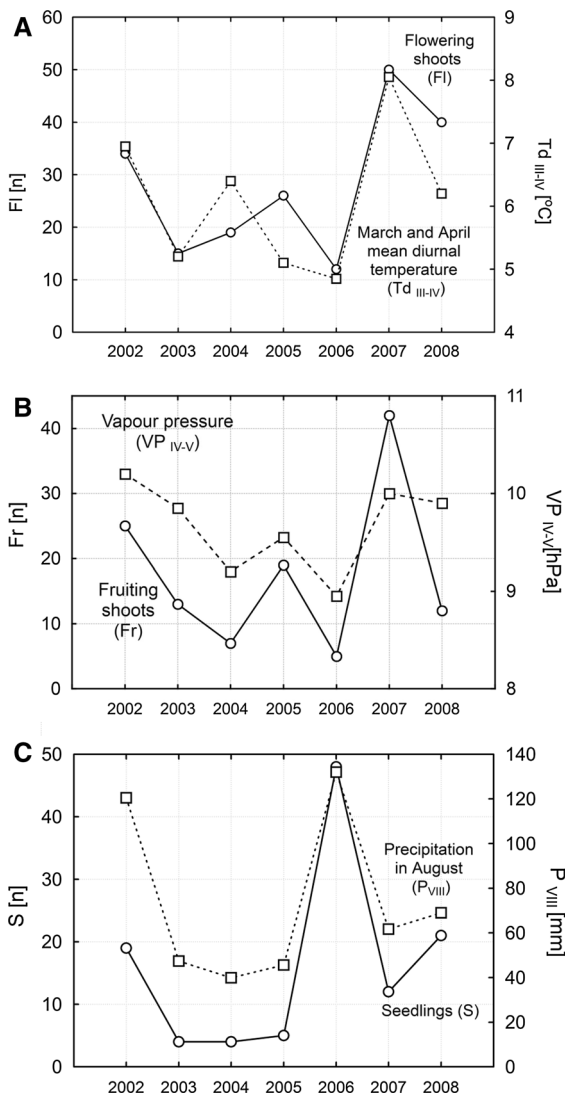 A
60
50
40
30
20
10
0
Fl [n]
9
8
7
6
5
4
Td III-IV [ºC]
Flowering
shoots
(Fl)
March and April
mean diurnal
temperature
(Td III-IV)
2002 2003 2004 2005 2006 2007 2008
B
40
30
20
10
0
Fr [n]
11
10
9
8
VP IV-V[hPa]
Vapour pressure
(VP IV-V)
Fruiting
shoots
(Fr)
2002 2003 2004 2005 2006 2007 2008
C
50
40
30
20
10
0
S [n]
140
120
100
80
60
40
20
0
P VIII [mm]
Precipitation
in August
(PVIII)
Seedlings (S)
2002 2003 2004 2005 2006 2007 2008